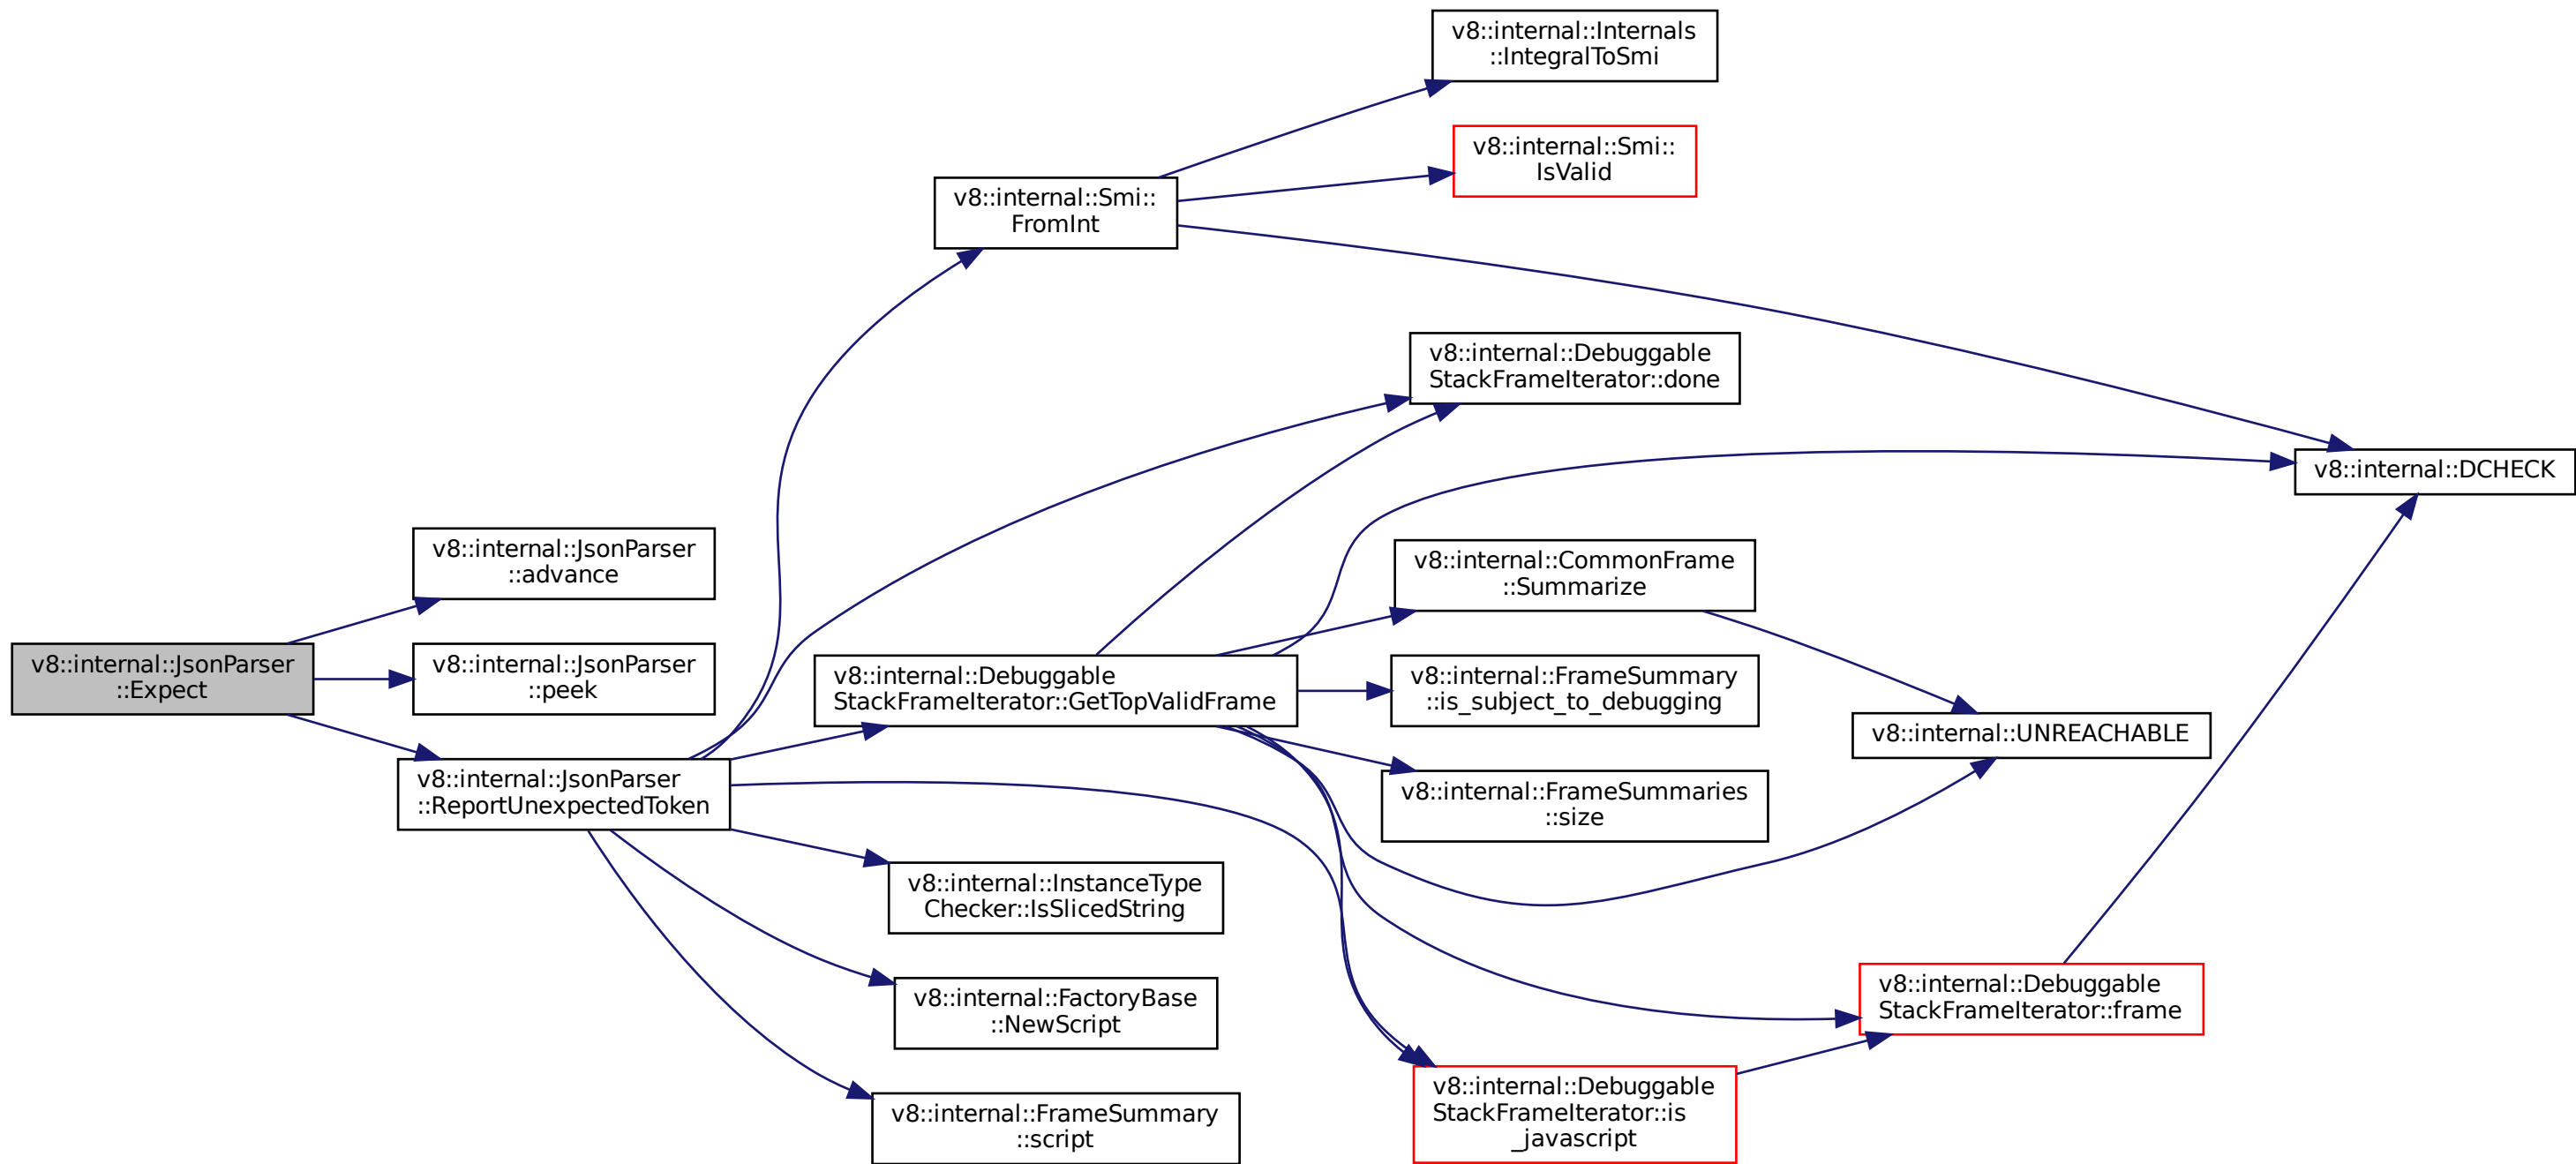 v8::internal::Internals
::IntegralToSmi
v8::internal::Smi::
IsValid
v8::internal::Smi::
FromInt
v8::internal::Debuggable
StackFrameIterator::done
v8::internal::DCHECK
v8::internal::JsonParser
::advance
v8::internal::CommonFrame
::Summarize
v8::internal::JsonParser
::Expect
v8::internal::JsonParser
::peek
v8::internal::Debuggable
StackFrameIterator::GetTopValidFrame
v8::internal::FrameSummary
::is_subject_to_debugging
v8::internal::UNREACHABLE
v8::internal::JsonParser
::ReportUnexpectedToken
v8::internal::FrameSummaries
::size
v8::internal::InstanceType
Checker::IsSlicedString
v8::internal::FactoryBase
::NewScript
v8::internal::Debuggable
StackFrameIterator::frame
v8::internal::FrameSummary
::script
v8::internal::Debuggable
StackFrameIterator::is
_javascript